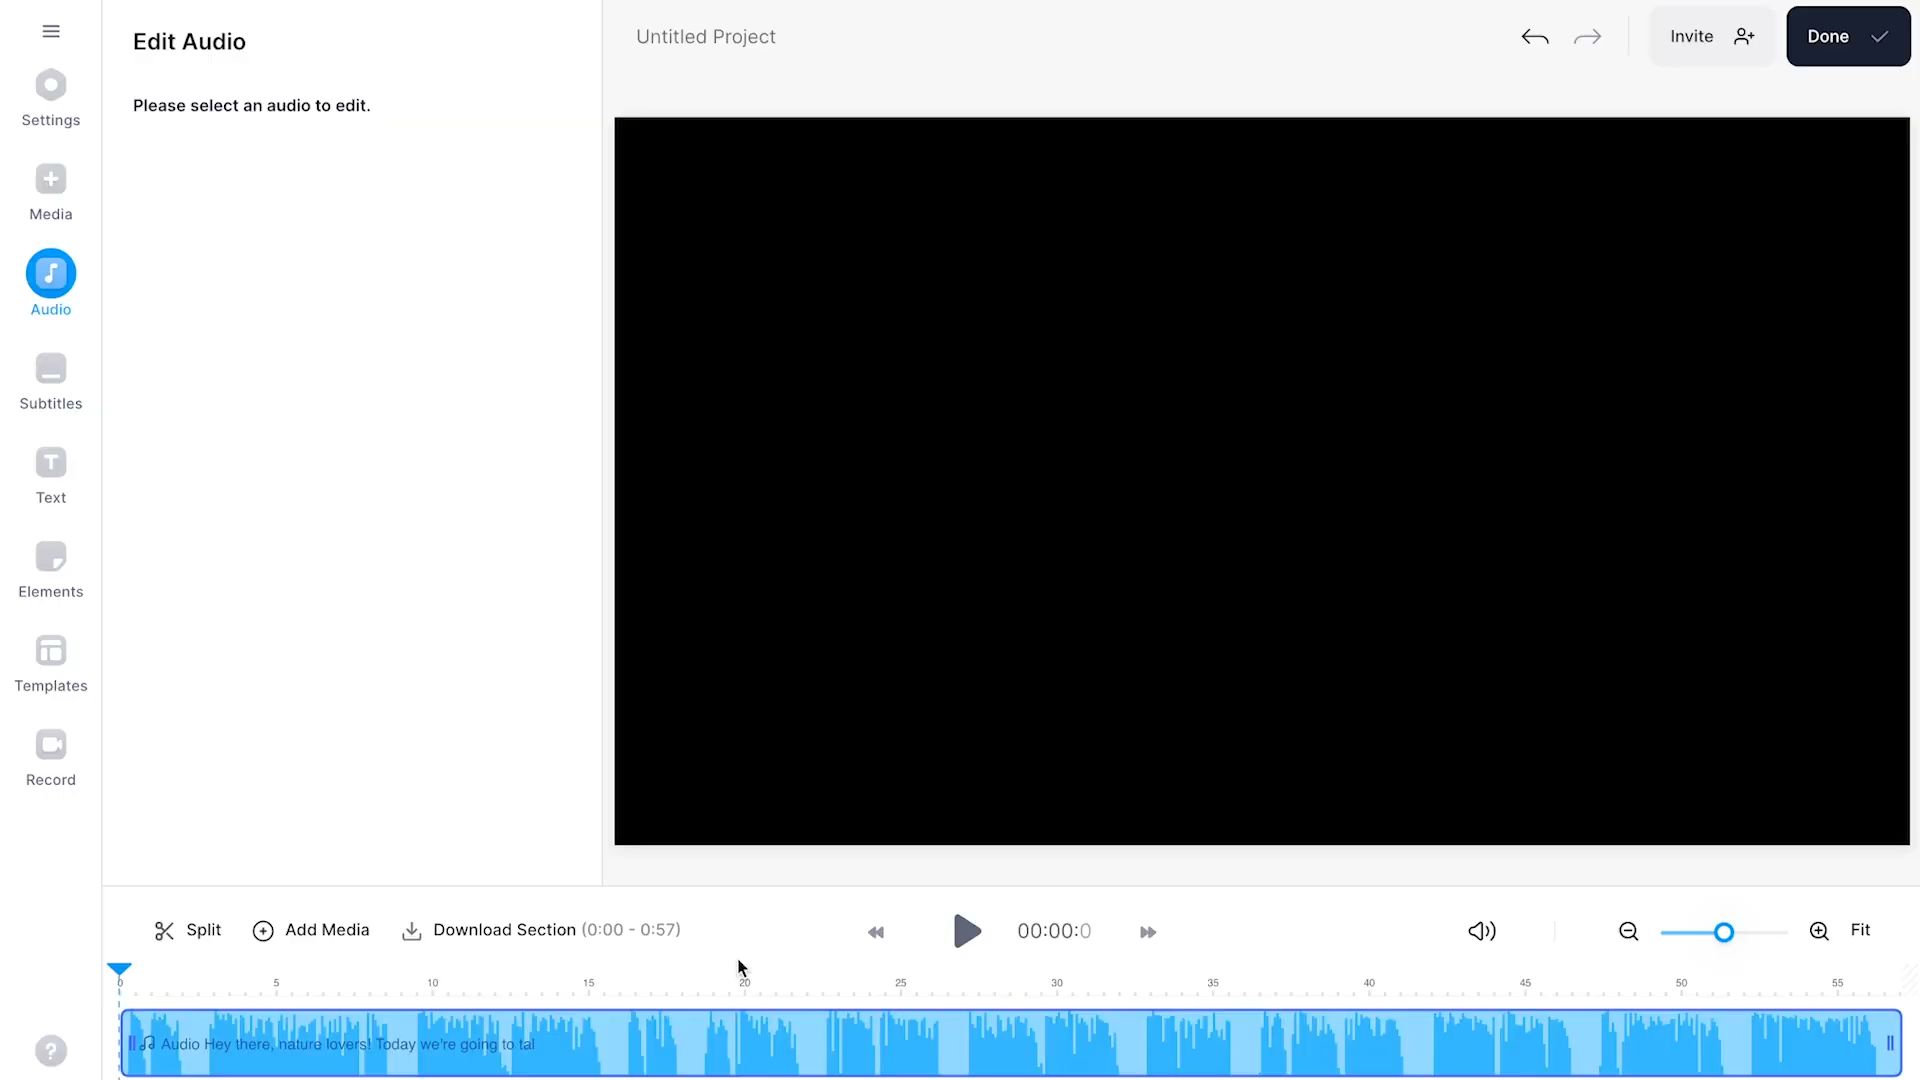 Edit Audio
Untitled Project
Invite
Done
Please select an audio to edit.
Settings
Media
Audio
Subtitles
Text
Elements
Templates
Record
?
Split
Add Media
Download Section (0:00 - 0:57)
00:00:0
Fit
0 5 10 15 20 25 30 35 40 45 50 55
Audio Hey there, nature lovers! Today we're going to tal